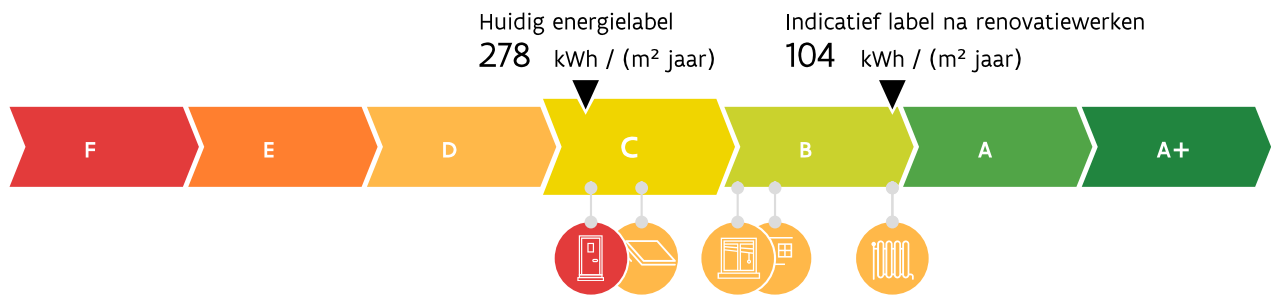 Huidig energielabel
278 kWh / (m² jaar)
Indicatief label na renovatiewerken
104 kWh / (m² jaar)
F E D C B A A+